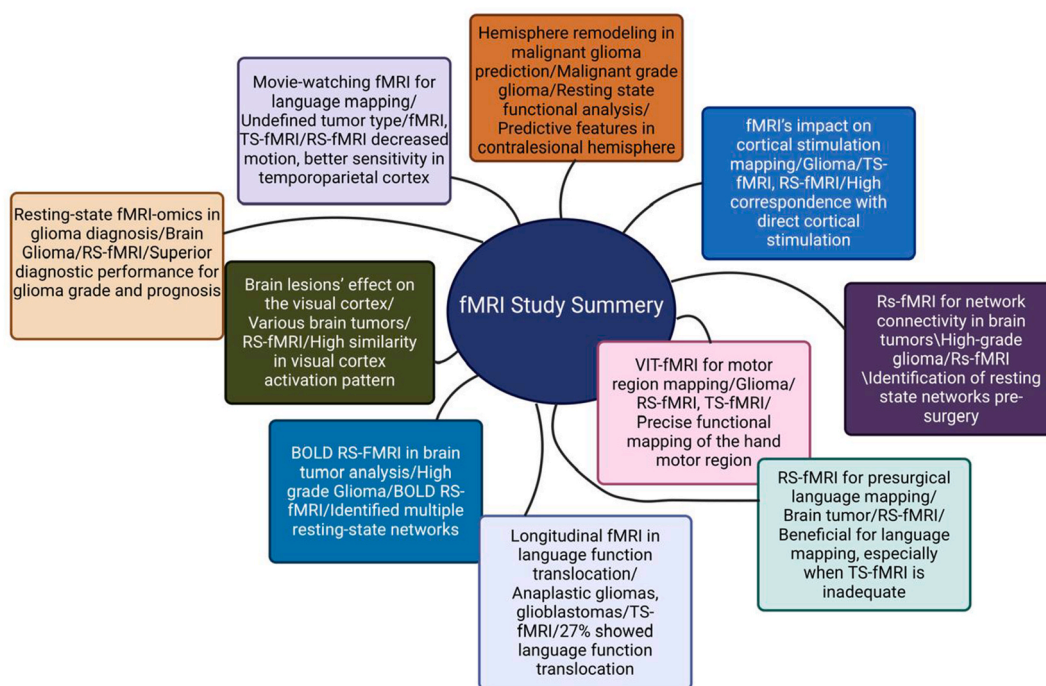 Hemisphere remodeling in
malignant glioma
prediction/Malignant grade
glioma/Resting state
functional analysis/
Predictive features in
contralesional hemisphere
Movie-watching fMRI for
language mapping/
Undefined tumor type/fMRI,
TS-fMRI/RS-fMRI decreased
motion, better sensitivity in
temporoparietal cortex
fMRI's impact on
cortical stimulation
mapping/Glioma/TS-
fMRI, RS-fMRI/High
correspondence with
direct cortical
stimulation
Resting-state fMRI-omics
in glioma diagnosis/Brain
Glioma/RS-fMRI/Superior
diagnostic performance for
glioma grade and prognosis
Brain lesions' effect on
the visual cortex/
Various brain tumors/
RS-fMRI/High similarity
in visual cortex
activation pattern
fMRI Study Summery
Rs-fMRI for network
connectivity in brain
tumors\High-grade
glioma/Rs-fMRI
\Identification of resting
state networks pre-
surgery
VIT-fMRI for motor
region mapping/Glioma/
RS-fMRI, TS-fMRI/
Precise functional
mapping of the hand
motor region
BOLD RS-FMRI in brain
tumor analysis/High
grade Glioma/BOLD RS-
fMRI/Identified multiple
resting-state networks
RS-fMRI for presurgical
language mapping/
Brain tumor/RS-fMRI/
Beneficial for language
mapping, especially
when TS-fMRI is
inadequate
Longitudinal fMRI in
language function
translocation/
Anaplastic gliomas,
glioblastomas/TS-
fMRI/27% showed
language function
translocation